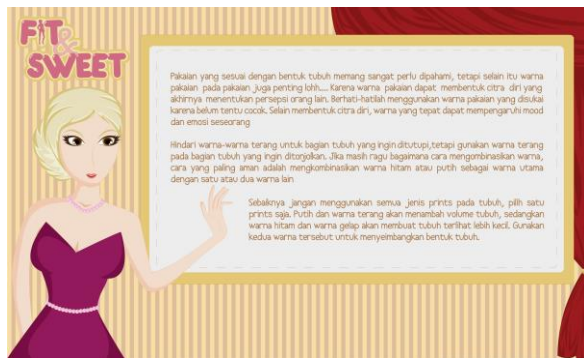 FIT &
SWEET
Pakaian yang sesuai dengan bentuk tubuh memang sangat perlu dipahami, tetapi selain itu warna
pakaian pada pakaian juga penting lohh..... Karena warna pakaian dapat membentuk citra diri yang
akhirnya menentukan persepsi orang lain. Berhati-hatilah menggunakan warna pakaian yang disukai
karena belum tentu cocok. Selain membentuk citra diri, warna yang tepat dapat mempengaruhi mood
dan emosi seseorang
Hindari warna-warna terang untuk bagian tubuh yang ingin ditutupi,tetapi gunakan warna terang
pada bagian tubuh yang ingin ditonjolkan. Jika masih ragu bagaimana cara mengombinasikan warna,
cara yang paling aman adalah mengkombinasikan warna hitam atau putih sebagai warna utama
dengan satu atau dua warna lain
Sebaiknya jangan menggunakan semua jenis prints pada tubuh, pilih satu
prints saja. Putih dan warna terang akan menambah volume tubuh, sedangkan
warna hitam dan warna gelap akan membuat tubuh terlihat lebih kecil. Gunakan
kedua warna tersebut untuk menyeimbangkan bentuk tubuh.